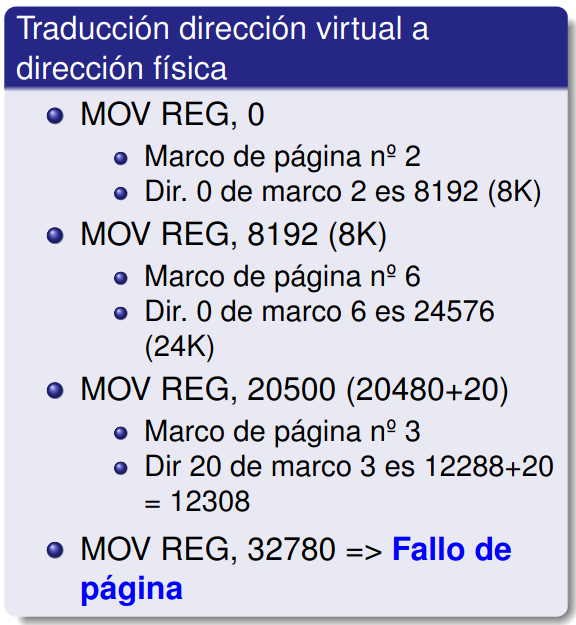 Traducción dirección virtual a
dirección física
MOV REG, 0
Marco de página nº 2
Dir. 0 de marco 2 es 8192 (8K)
MOV REG, 8192 (8K)
Marco de página nº 6
Dir. 0 de marco 6 es 24576
(24K)
MOV REG, 20500 (20480+20)
Marco de página nº 3
Dir 20 de marco 3 es 12288+20
= 12308
MOV REG, 32780 => Fallo de
página